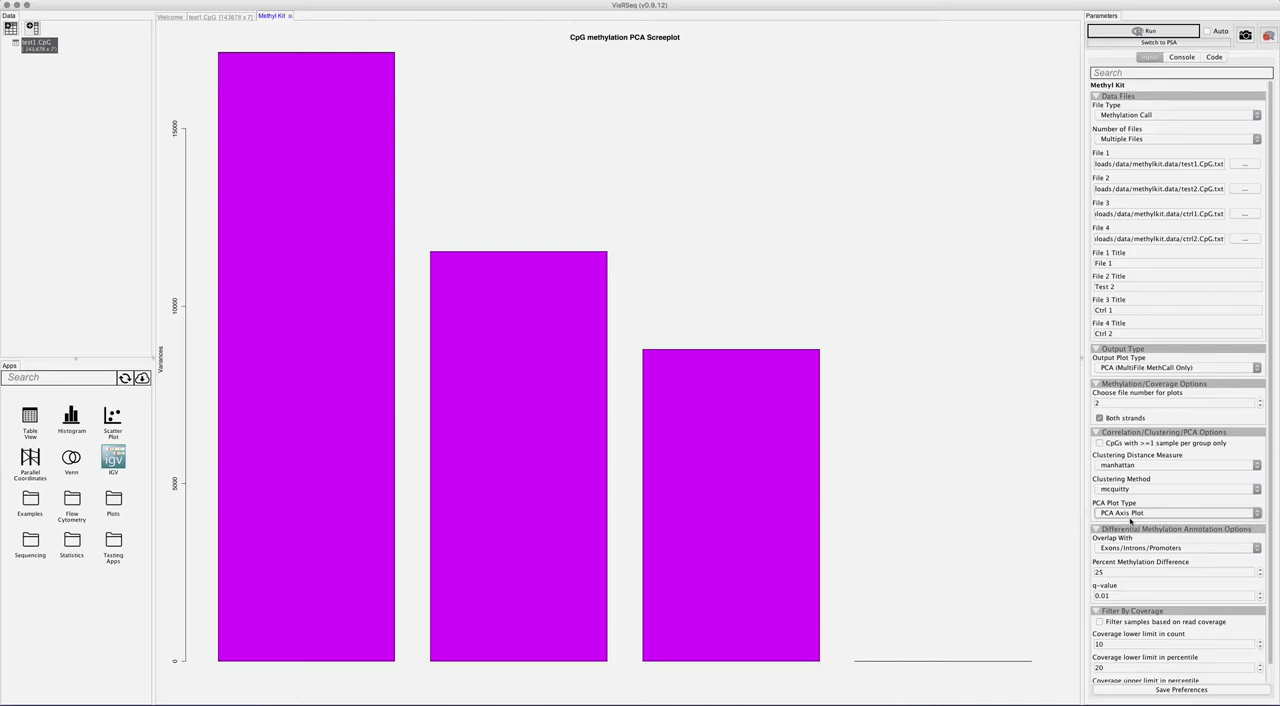 VisRSeq (v0.9.12)
Data
test1.CpG
[ 143,678 x 7 ]
Welcome
test1.CpG [143678 x 7]
Methyl Kit
CpG methylation PCA Screeplot
Variances
15000
10000
5000
0
Apps
Search
Table
View
Histogram
Scatter
Plot
Parallel
Coordinates
Venn
igv
IGV
Examples
Flow
Cytometry
Plots
Sequencing
Statistics
Testing
Apps
Parameters
Run
Auto
Switch to PSA
Input
Console
Code
Search
Methyl Kit
Data Files
File Type
Methylation Call
Number of Files
Multiple Files
File 1
loads/data/methylkit.data/test1.CpG.txt
...
File 2
loads/data/methylkit.data/test2.CpG.txt
...
File 3
loads/data/methylkit.data/ctrl1.CpG.txt
...
File 4
loads/data/methylkit.data/ctrl2.CpG.txt
...
File 1 Title
File 1
File 2 Title
Test 2
File 3 Title
Ctrl 1
File 4 Title
Ctrl 2
Output Type
Output Plot Type
PCA (MultiFile MethCall Only)
Methylation/Coverage Options
Choose file number for plots
2
Both strands
Correlation/Clustering/PCA Options
CpGs with >=1 sample per group only
Clustering Distance Measure
manhattan
Clustering Method
mcquitty
PCA Plot Type
PCA Axis Plot
Differential Methylation Annotation Options
Overlap With
Exons/Introns/Promoters
Percent Methylation Difference
25
q-value
0.01
Filter By Coverage
Filter samples based on read coverage
Coverage lower limit in count
10
Coverage lower limit in percentile
20
Coverage upper limit in percentile
Save Preferences